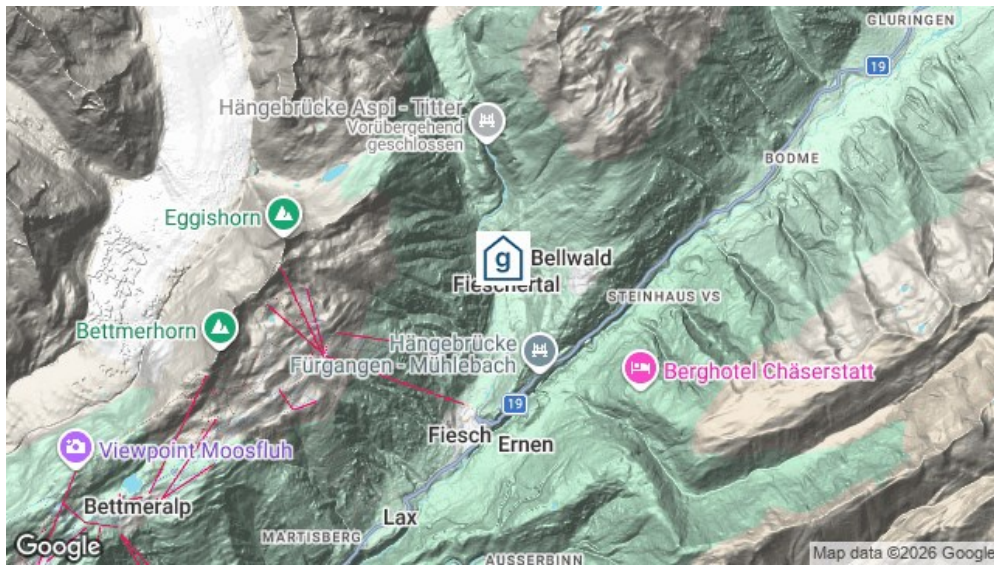 GLURINGEN
19
Hängebrücke Aspi - Titter
Vorübergehend
geschlossen
BODME
Eggishorn
g
Bellwald
Fieschertal
STEINHAUS VS
Bettmerhorn
Hängebrücke
Fürgangen - Mühlebach
Berghotel Chäserstatt
19
Fiesch
Ernen
Viewpoint Moosfluh
Bettmeralp
Lax
MARTISBERG
AUSSERBINN
Google
Map data ©2026 Google